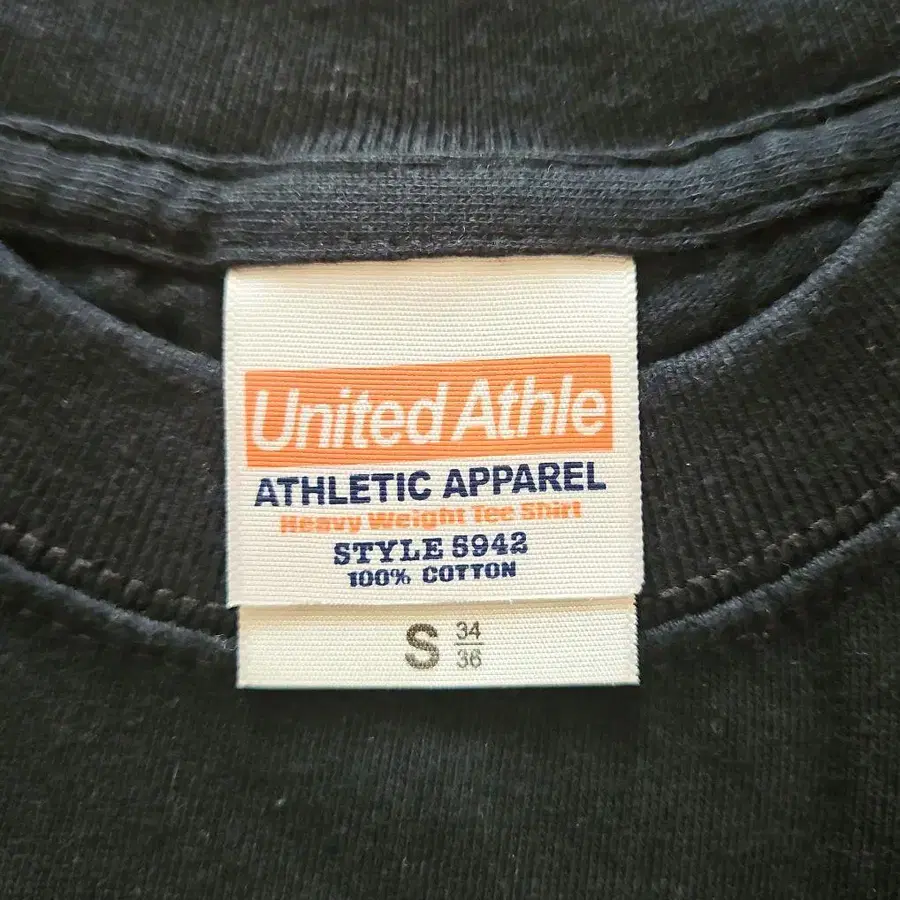 United Athle
ATHLETIC APPAREL
Heavy Weight Tee Shirt
STYLE 5942
100% COTTON
S 34
36